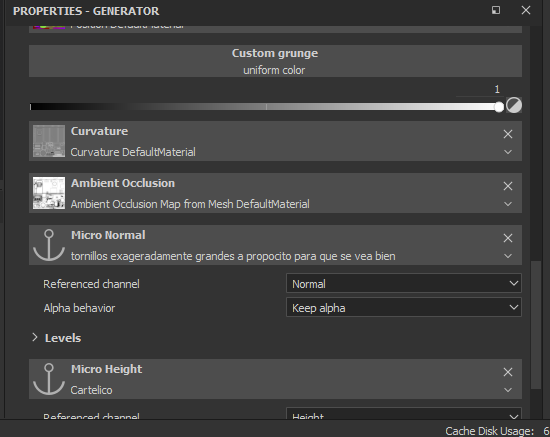 PROPERTIES - GENERATOR
Position DefaultMaterial
Custom grunge
uniform color
1
Curvature
Curvature DefaultMaterial
Ambient Occlusion
Ambient Occlusion Map from Mesh DefaultMaterial
Micro Normal
tornillos exageradamente grandes a propocito para que se vea bien
Referenced channel Normal
Alpha behavior Keep alpha
Levels
Micro Height
Cartelico
Referenced channel Height
Cache Disk Usage: 6